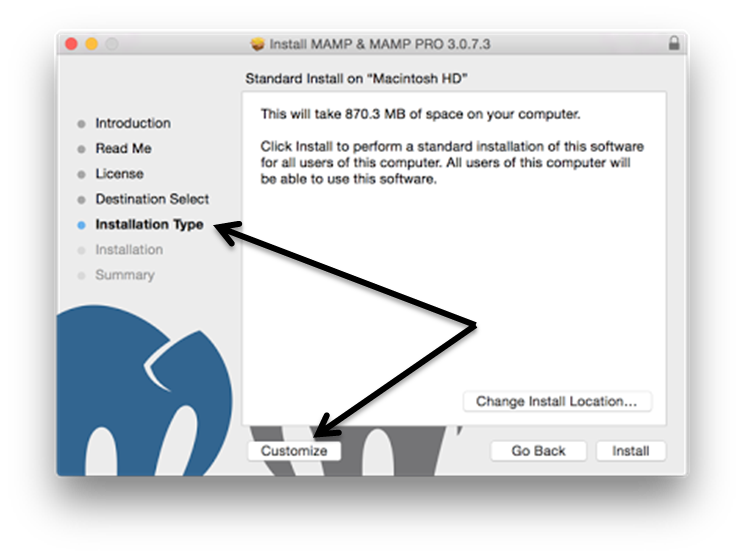 Install MAMP & MAMP PRO 3.0.7.3
Standard Install on "Macintosh HD"
Introduction
Read Me
License
Destination Select
Installation Type
Installation
Summary
This will take 870.3 MB of space on your computer.
Click Install to perform a standard installation of this software
for all users of this computer. All users of this computer will
be able to use this software.
Change Install Location...
Customize
Go Back
Install